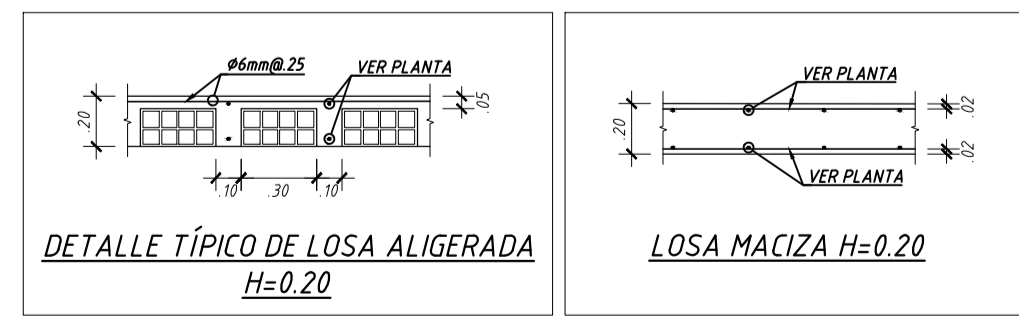 Ø6mm@.25
VER PLANTA
.20
.05
.10
.30
.10
DETALLE TÍPICO DE LOSA ALIGERADA
H=0.20
VER PLANTA
.20
.02
.02
VER PLANTA
LOSA MACIZA H=0.20